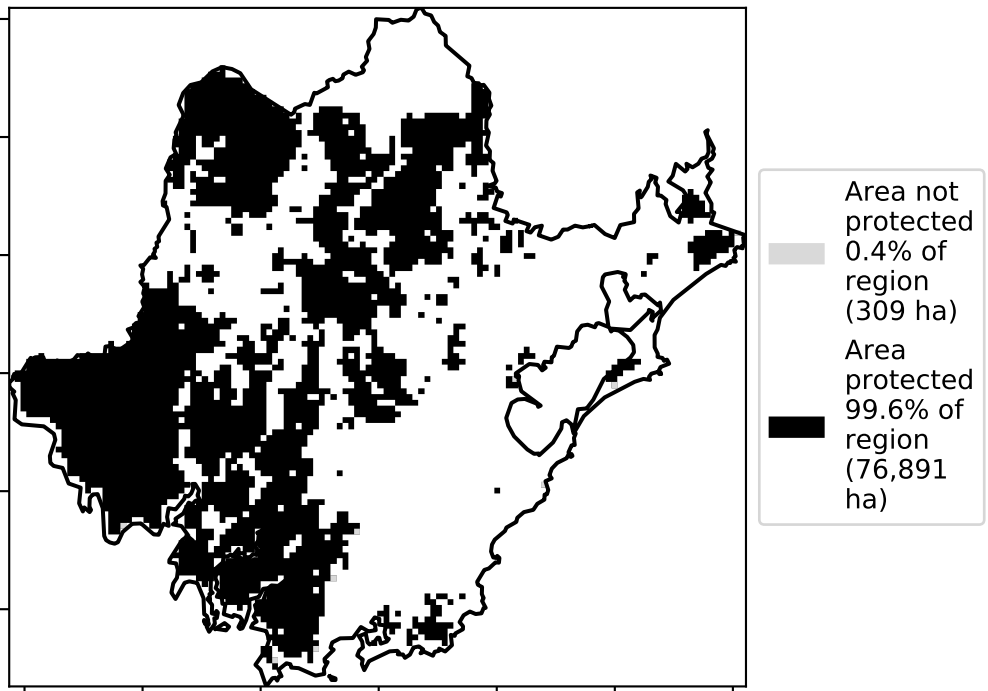 Area not
protected
0.4% of
region
(309 ha)
Area
protected
99.6% of
region
(76,891
ha)